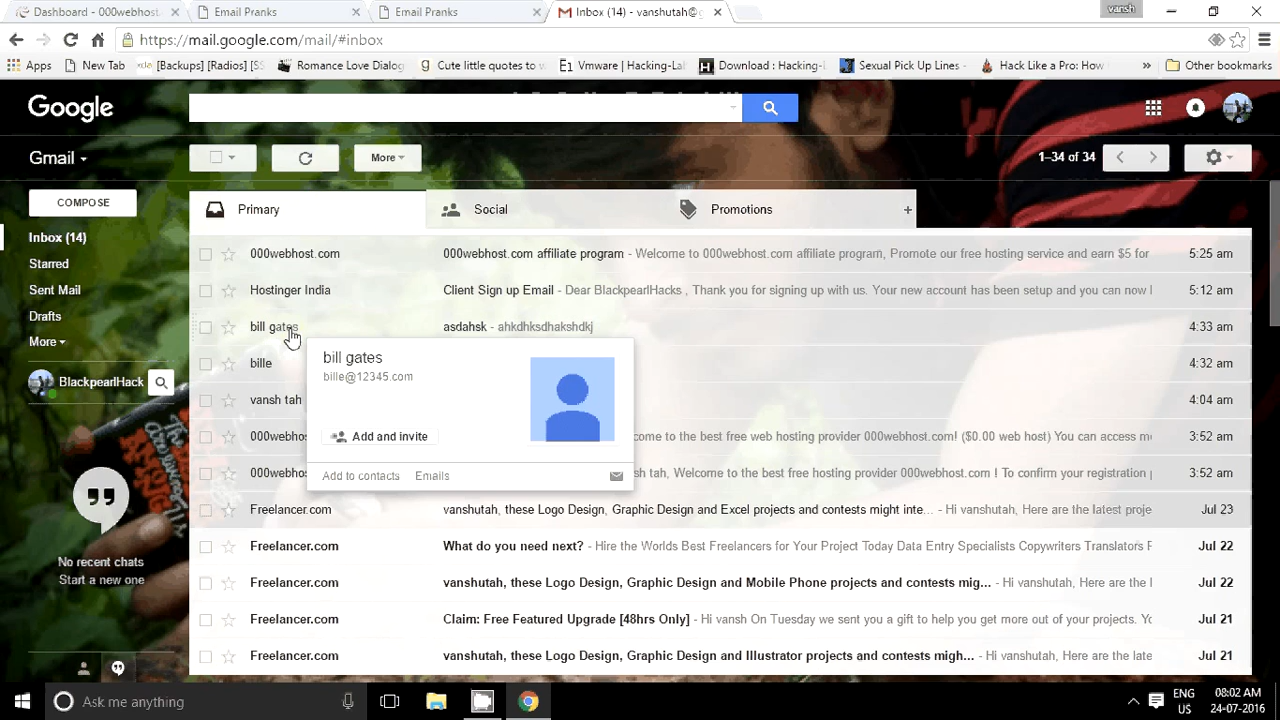 Dashboard - 000webhost.
Email Pranks
Email Pranks
Inbox (14) - vanshutah@g
vansh
https://mail.google.com/mail/#inbox
Apps
New Tab
[Backups][Radios][S
Romance Love Dialog
Cute little quotes to w
E1 Vmware | Hacking-La
Download : Hacking-
Sexual Pick Up Lines -
Hack Like a Pro: How
»
Other bookmarks
Google
Gmail
More
1–34 of 34
COMPOSE
Primary
Social
Promotions
+
Inbox (14)
Starred
Sent Mail
Drafts
More
BlackpearlHack
No recent chats
Start a new one
000webhost.com 000webhost.com affiliate program - Welcome to 000webhost.com affiliate program, Promote our free hosting service and earn $5 for 5:25 am
Hostinger India Client Sign up Email - Dear BlackpearlHacks , Thank you for signing up with us. Your new account has been setup and you can now l 5:12 am
bill gates asdahsk - ahkdhksdhakshdkj 4:33 am
bille 4:32 am
vansh tah 4:04 am
000webho come to the best free web hosting provider 000webhost.com! ($0.00 web host) You can access m 3:52 am
000webho sh tah, Welcome to the best free hosting provider 000webhost.com ! To confirm your registration p 3:52 am
bill gates
bille@12345.com
Add and invite
Add to contacts
Emails
Freelancer.com vanshutah, these Logo Design, Graphic Design and Excel projects and contests might inte... - Hi vanshutah, Here are the latest proje Jul 23
Freelancer.com What do you need next? - Hire the Worlds Best Freelancers for Your Project Today Data Entry Specialists Copywriters Translators F Jul 22
Freelancer.com vanshutah, these Logo Design, Graphic Design and Mobile Phone projects and contests mig... - Hi vanshutah, Here are the l Jul 22
Freelancer.com Claim: Free Featured Upgrade [48hrs Only] - Hi vansh On Tuesday we sent you a gift to help you get more out of your projects. Yo Jul 21
Freelancer.com vanshutah, these Logo Design, Graphic Design and Illustrator projects and contests migh... - Hi vanshutah, Here are the late Jul 21
Ask me anything
ENG
US
08:02 AM
24-07-2016